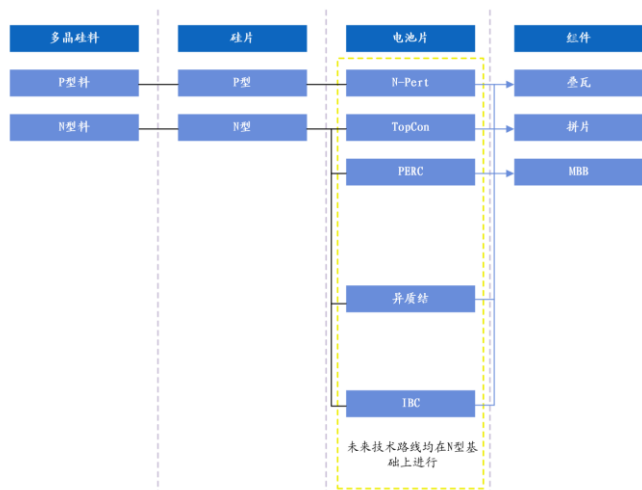 多晶硅料 硅片 电池片 组件
P型料 P型 N-Pert 叠瓦
N型料 N型 TopCon 拼片
PERC MBB
异质结
IBC
未来技术路线均在N型基
础上进行